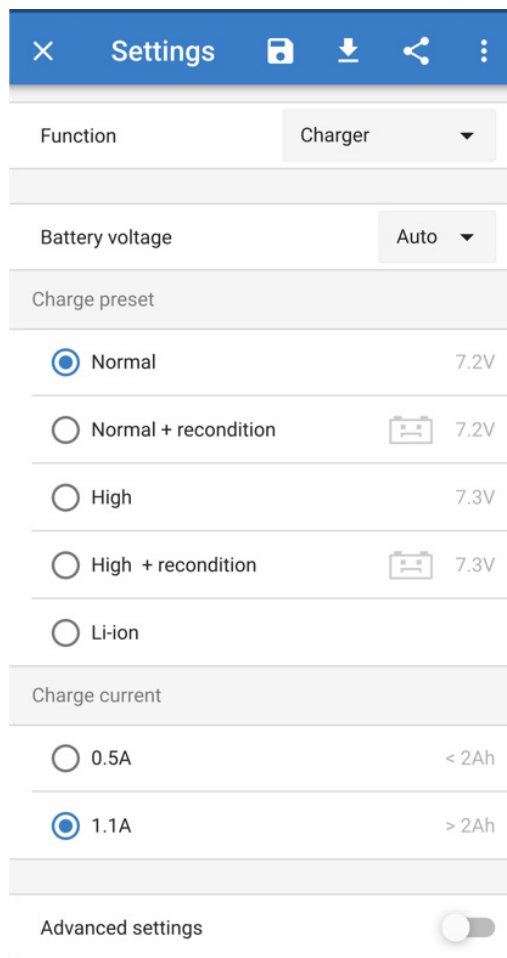 Settings
Function Charger
Battery voltage Auto
Charge preset
Normal 7.2V
Normal + recondition 7.2V
High 7.3V
High + recondition 7.3V
Li-ion
Charge current
0.5A < 2Ah
1.1A > 2Ah
Advanced settings